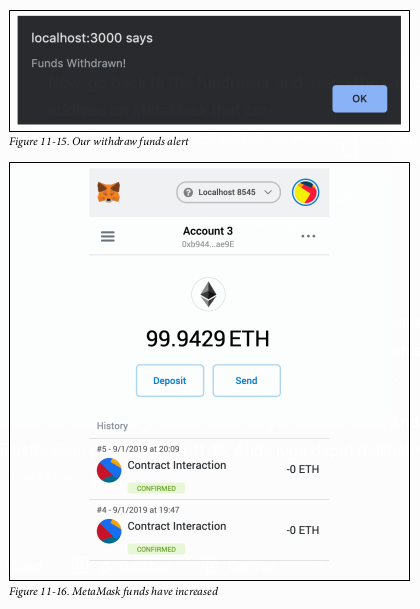 localhost:3000 says
Funds Withdrawn!
OK
Figure 11-15. Our withdraw funds alert
Localhost 8545
Account 3
0xb944...ae9E
99.9429 ETH
Deposit Send
History
#5 - 9/1/2019 at 20:09
Contract Interaction -0 ETH
CONFIRMED
#4 - 9/1/2019 at 19:47
Contract Interaction -0 ETH
CONFIRMED
Figure 11-16. MetaMask funds have increased